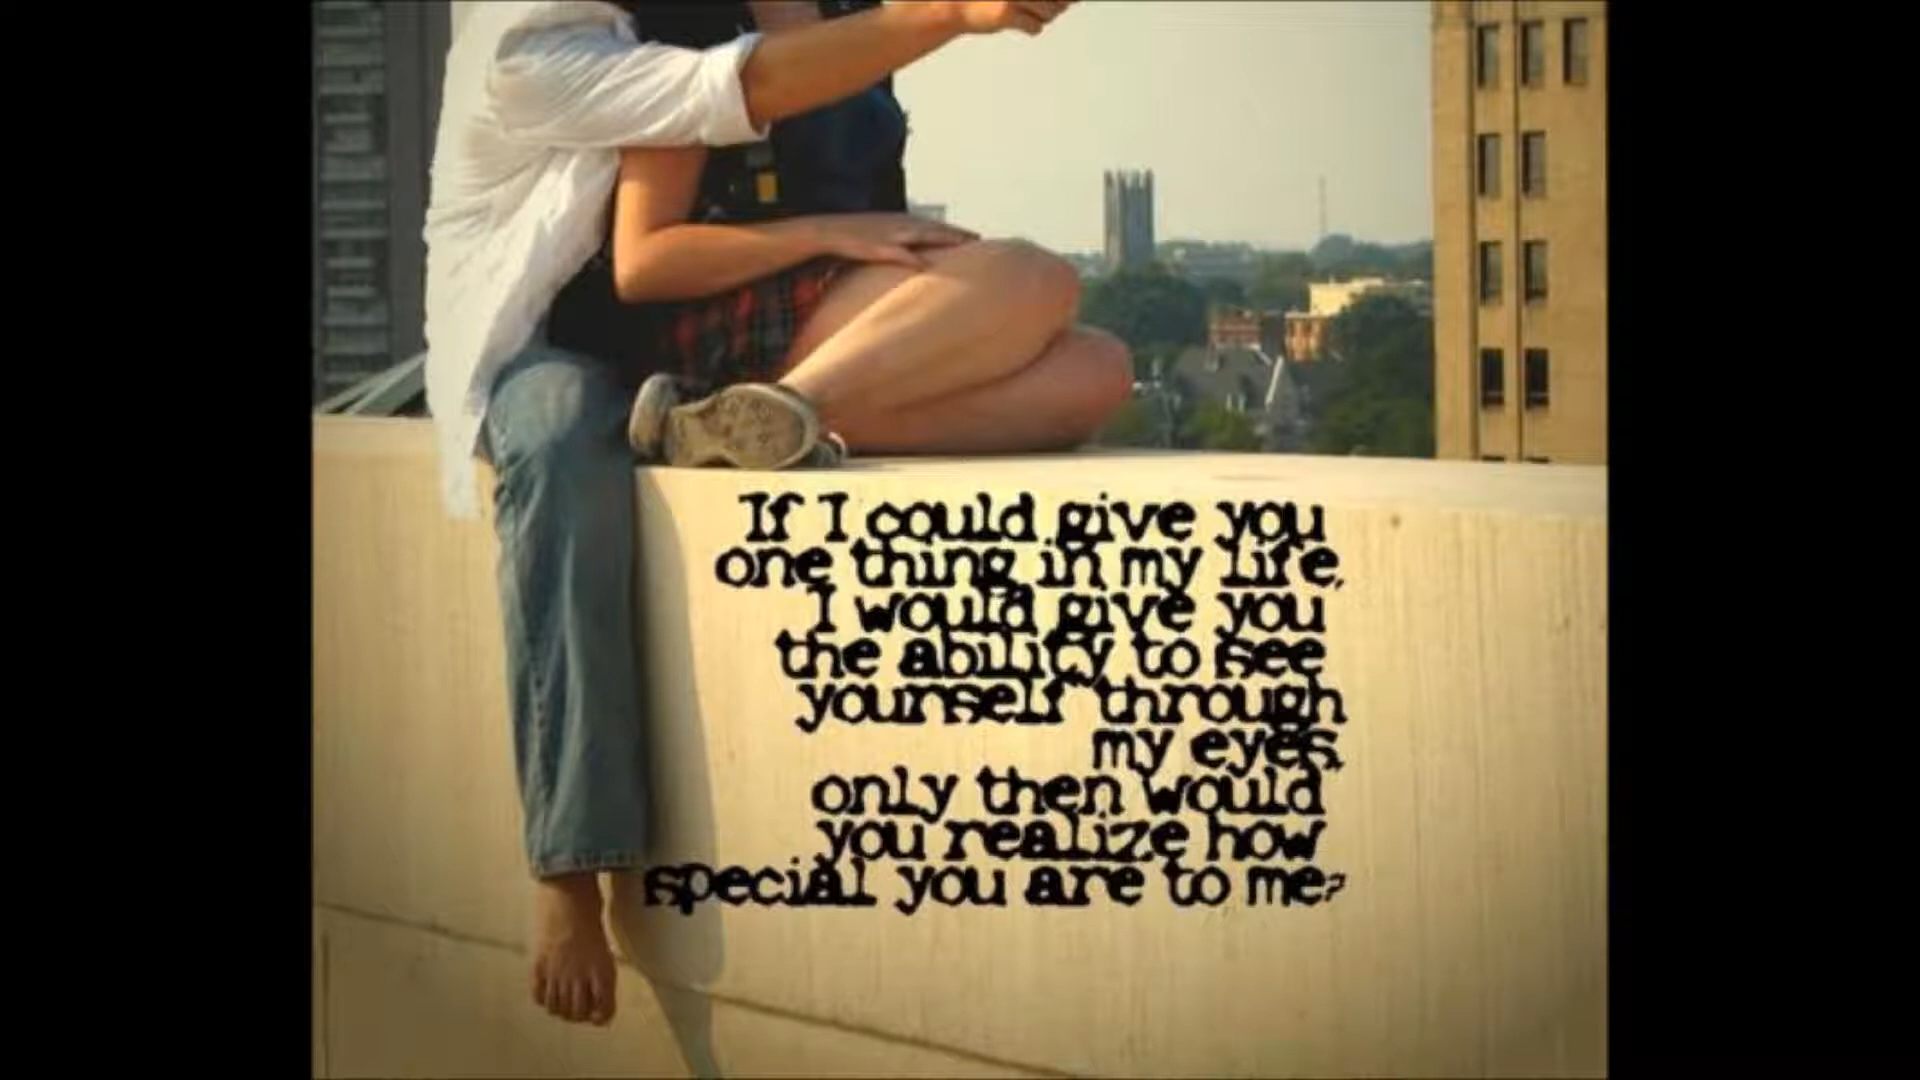 If I could give you
one thing in my life,
I would give you
the ability to see
yourself through
my eyes,
only then would
you realize how
special you are to me?